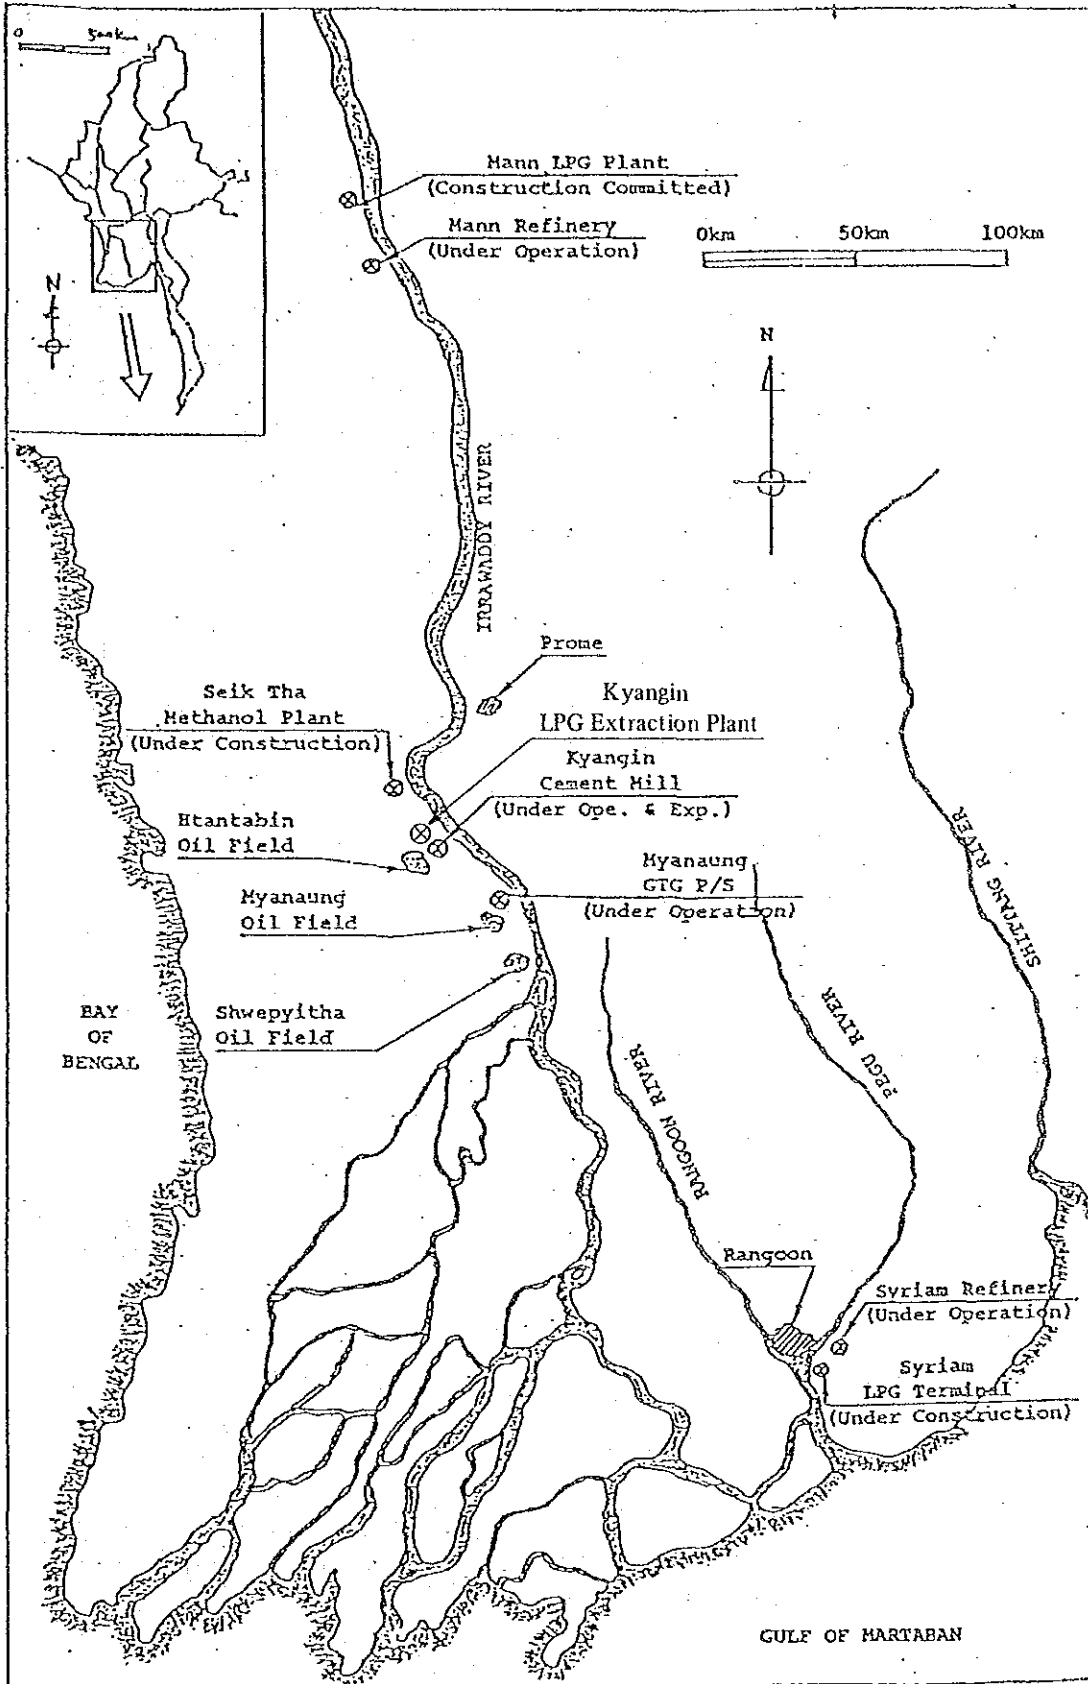 0 500km
N
Mann LPG Plant
(Construction Committed)
Mann Refinery
(Under Operation)
0km 50km 100km
N
IRRAWADDY RIVER
Prome
Seik Tha
Methanol Plant
(Under Construction)
Kyangin
LPG Extraction Plant
Kyangin
Cement Mill
(Under Ope. & Exp.)
Htantabin
Oil Field
Myanaung
GTG P/S
(Under Operation)
Myanaung
Oil Field
SHITTANG RIVER
BAY
OF
BENGAL
Shwepyitha
Oil Field
PEGU RIVER
RANGOON RIVER
Rangoon
Syriam Refinery
(Under Operation)
Syriam
LPG Terminal
(Under Construction)
GULF OF MARTABAN